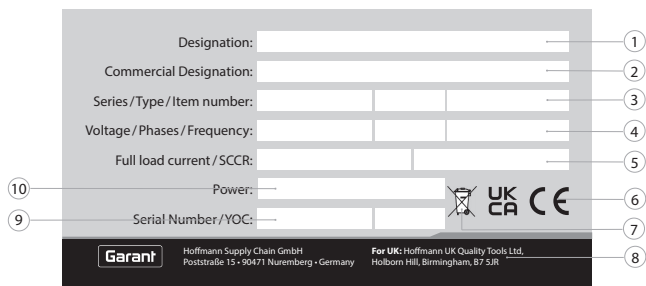 Designation: 1
Commercial Designation: 2
Series/Type/Item number: 3
Voltage/Phases/Frequency: 4
Full load current/SCCR: 5
10 Power: UK CA CE 6
9 Serial Number/YOC: 7
Garant
Hoffmann Supply Chain GmbH
Poststraße 15 • 90471 Nuremberg • Germany
For UK: Hoffmann UK Quality Tools Ltd,
Holborn Hill, Birmingham, B7 5JR
8